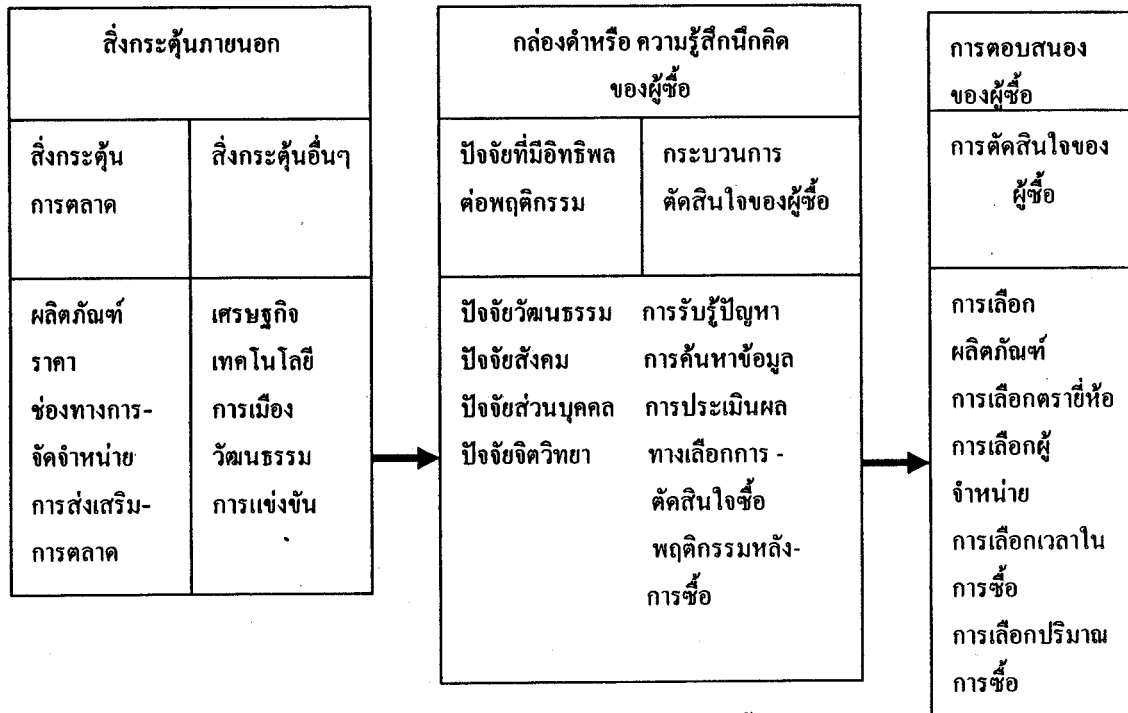 สิ่งกระตุ้นภายนอก
สิ่งกระตุ้น
การตลาด
สิ่งกระตุ้นอื่นๆ
ผลิตภัณฑ์
ราคา
ช่องทางการ-
จัดจำหน่าย
การส่งเสริม-
การตลาด
เศรษฐกิจ
เทคโนโลยี
การเมือง
วัฒนธรรม
การแข่งขัน
กล่องดำหรือ ความรู้สึกนึกคิด
ของผู้ซื้อ
ปัจจัยที่มีอิทธิพล
ต่อพฤติกรรม
กระบวนการ
ตัดสินใจของผู้ซื้อ
ปัจจัยวัฒนธรรม
ปัจจัยสังคม
ปัจจัยส่วนบุคคล
ปัจจัยจิตวิทยา
การรับรู้ปัญหา
การค้นหาข้อมูล
การประเมินผล
ทางเลือกการ -
ตัดสินใจซื้อ
พฤติกรรมหลัง-
การซื้อ
การตอบสนอง
ของผู้ซื้อ
การตัดสินใจของ
ผู้ซื้อ
การเลือก
ผลิตภัณฑ์
การเลือกตรายี่ห้อ
การเลือกผู้
จำหน่าย
การเลือกเวลาใน
การซื้อ
การเลือกปริมาณ
การซื้อ